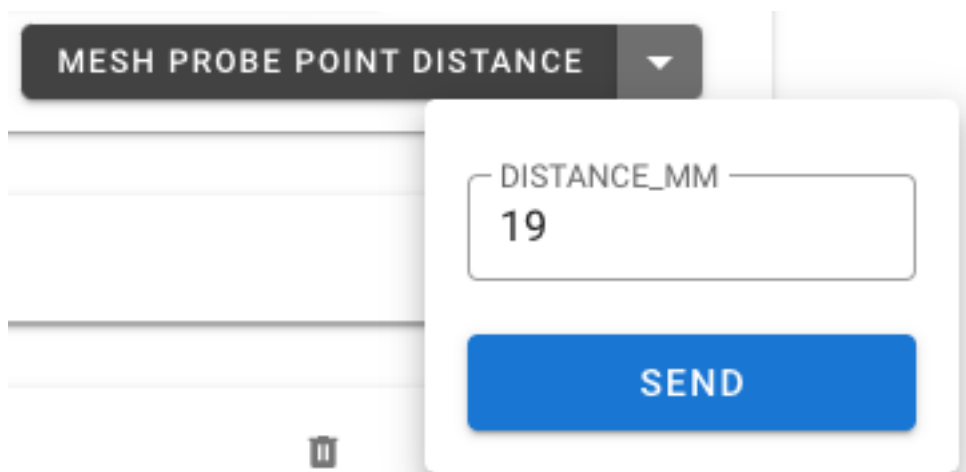 MESH PROBE POINT DISTANCE
DISTANCE_MM
19
SEND